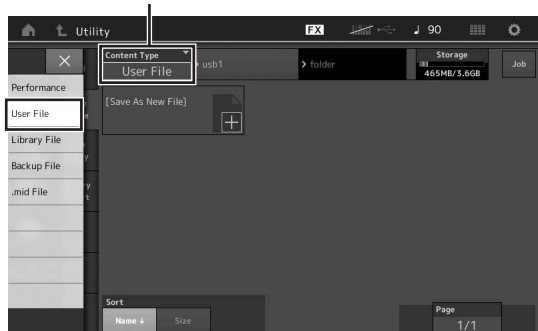 Utility
FX
90
Content Type
User File
usb1
folder
Storage
465MB/3.6GB
Job
Performance
User File
Library File
Backup File
.mid File
[Save As New File]
Sort
Name
Size
Page
1/1